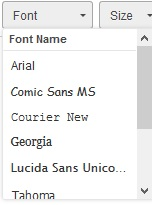 Font Size
Font Name
Arial
Comic Sans MS
Courier New
Georgia
Lucida Sans Unico...
Tahoma